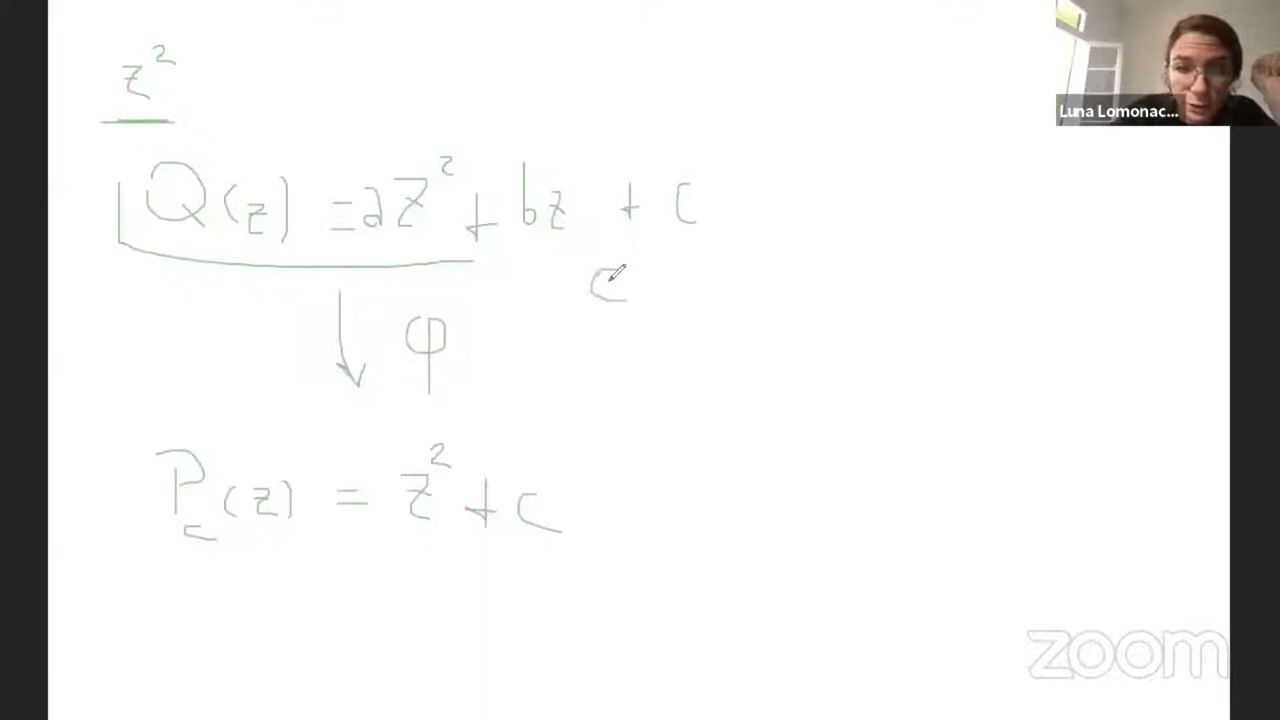 z²
Luna Lomonac...
Q(z) = az² + bz + c
c
φ
P_c(z) = z² + c
zoom